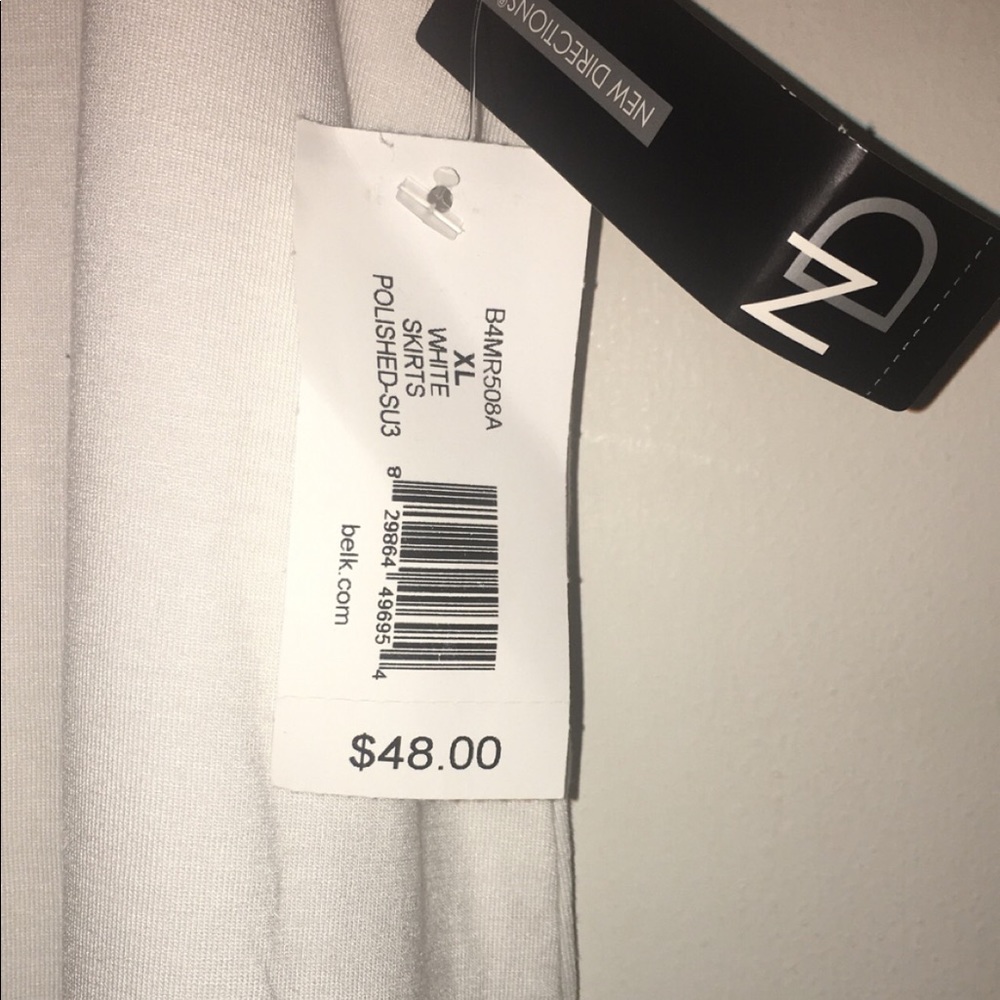 NEW DIRECTIONS®
ND
B4MR508A
XL
WHITE
SKIRTS
POLISHED-SU3
8 29864 49695 4
belk.com
$48.00